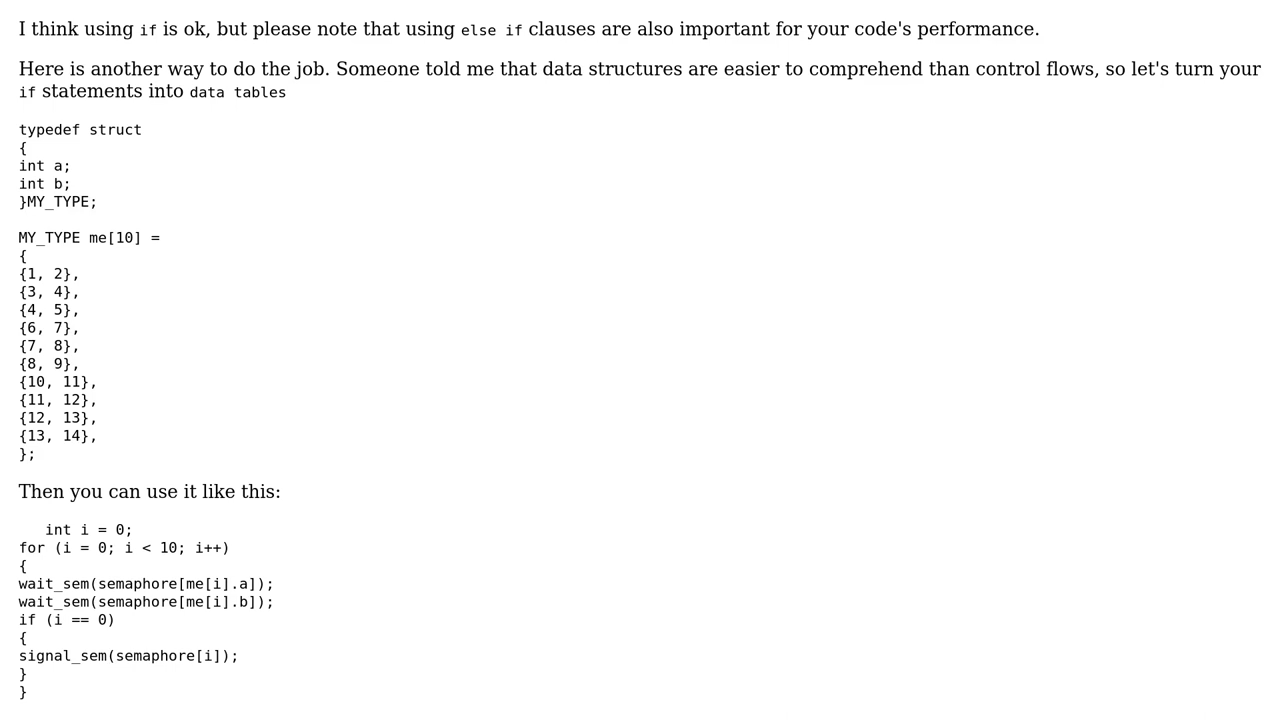 I think using if is ok, but please note that using else if clauses are also important for your code's performance.
Here is another way to do the job. Someone told me that data structures are easier to comprehend than control flows, so let's turn your
if statements into data tables
typedef struct
{
int a;
int b;
}MY_TYPE;
MY_TYPE me[10] =
{
{1, 2},
{3, 4},
{4, 5},
{6, 7},
{7, 8},
{8, 9},
{10, 11},
{11, 12},
{12, 13},
{13, 14},
};
Then you can use it like this:
int i = 0;
for (i = 0; i < 10; i++)
{
wait_sem(semaphore[me[i].a]);
wait_sem(semaphore[me[i].b]);
if (i == 0)
{
signal_sem(semaphore[i]);
}
}